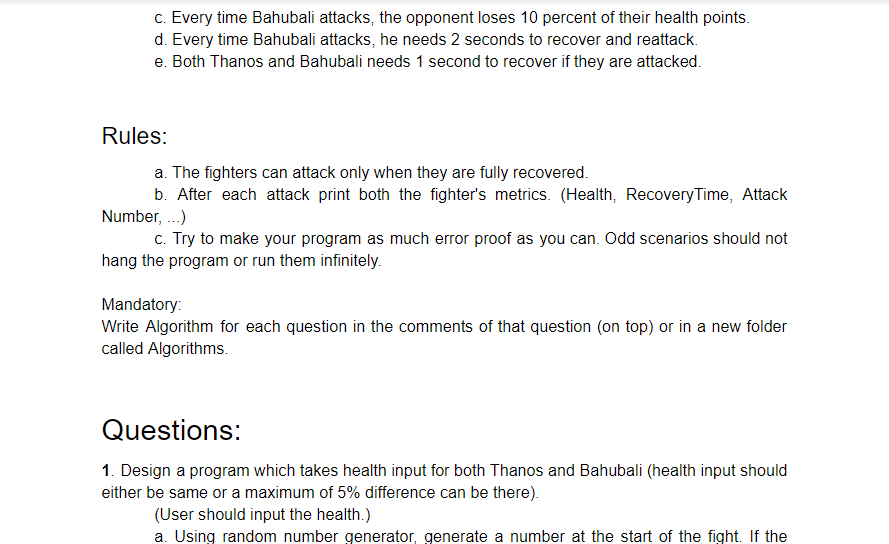 c. Every time Bahubali attacks, the opponent loses 10 percent of their health points.
d. Every time Bahubali attacks, he needs 2 seconds to recover and reattack.
e. Both Thanos and Bahubali needs 1 second to recover if they are attacked.
Rules:
a. The fighters can attack only when they are fully recovered.
b. After each attack print both the fighter's metrics. (Health, RecoveryTime, Attack
Number, ...)
c. Try to make your program as much error proof as you can. Odd scenarios should not
hang the program or run them infinitely.
Mandatory:
Write Algorithm for each question in the comments of that question (on top) or in a new folder
called Algorithms.
Questions:
1. Design a program which takes health input for both Thanos and Bahubali (health input should
either be same or a maximum of 5% difference can be there).
(User should input the health.)
a. Using random number generator, generate a number at the start of the fight. If the